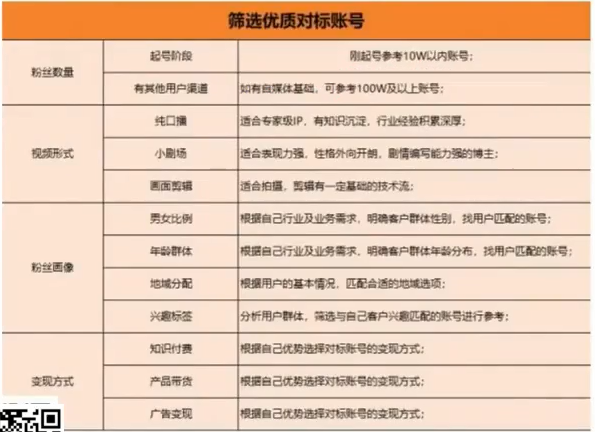 筛选优质对标账号
粉丝数量
起号阶段
刚起号参考10W以内账号；
有其他用户渠道
如有自媒体基础，可参考100W及以上账号；
视频形式
纯口播
适合专家级IP，有知识沉淀，行业经验积累深厚；
小剧场
适合表现力强，性格外向开朗，剧情编写能力强的博主；
画面剪辑
适合拍摄，剪辑有一定基础的技术流；
粉丝画像
男女比例
根据自己行业及业务需求，明确客户群体性别，找用户匹配的账号；
年龄群体
根据自己行业及业务需求，明确客户群体年龄分布，找用户匹配的账号；
地域分配
根据用户的基本情况，匹配合适的地域选项；
兴趣标签
分析用户群体，筛选与自己客户兴趣匹配的账号进行参考；
变现方式
知识付费
根据自己优势选择对标账号的变现方式；
产品带货
根据自己优势选择对标账号的变现方式；
广告变现
根据自己优势选择对标账号的变现方式；